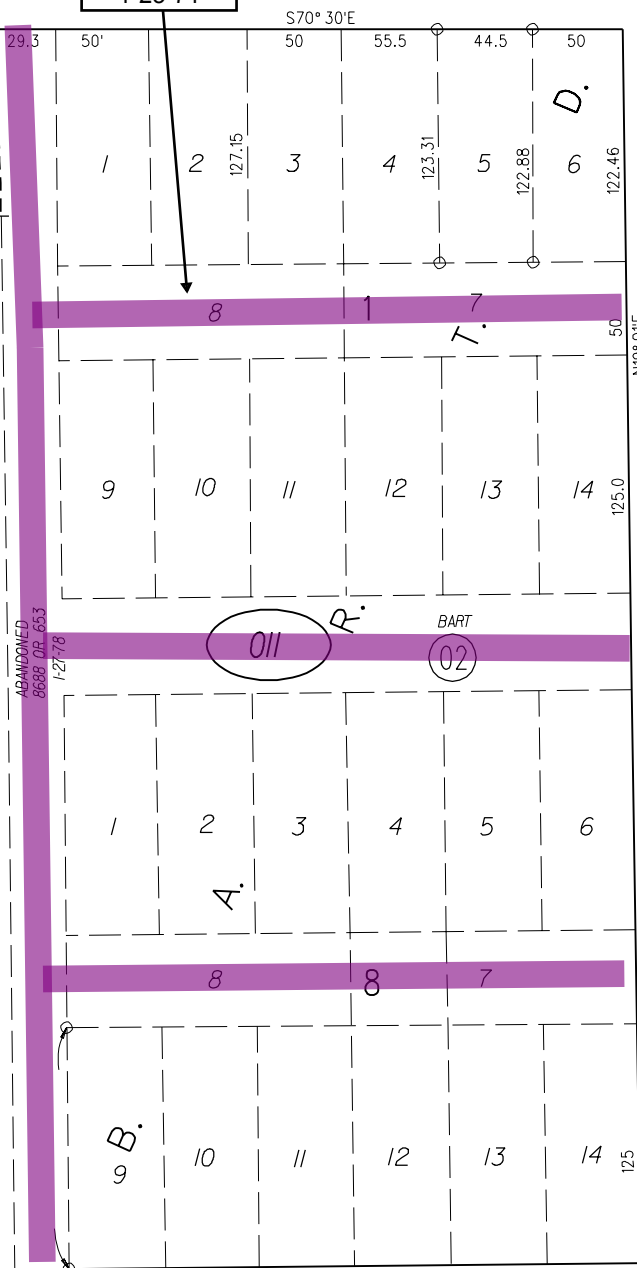 S70° 30'E
29.3 50' 50 55.5 44.5 50
D.
127.15 123.31 122.88 122.46
1 2 3 4 5 6
8 1 7
T.
50
9 10 11 12 13 14
125.0
R.
BART
011 02
ABANDONED
8688 OR 653
1-27-78
1 2 3 4 5 6
A.
8 8 7
B.
9 10 11 12 13 14
125